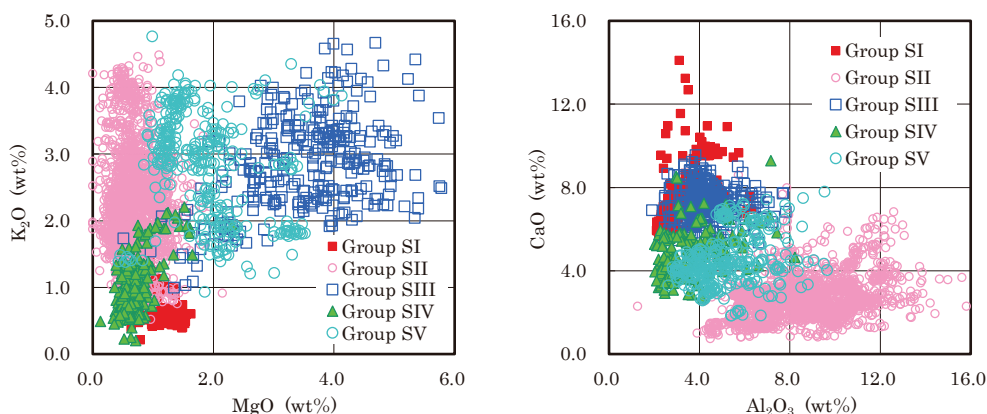 5.0
4.0
3.0
2.0
1.0
0.0
K₂O (wt%)
0.0
2.0
4.0
6.0
MgO (wt%)
Group SI
Group SII
Group SIII
Group SIV
Group SV
16.0
12.0
8.0
4.0
0.0
CaO (wt%)
0.0
4.0
8.0
12.0
16.0
Al₂O₃ (wt%)
Group SI
Group SII
Group SIII
Group SIV
Group SV